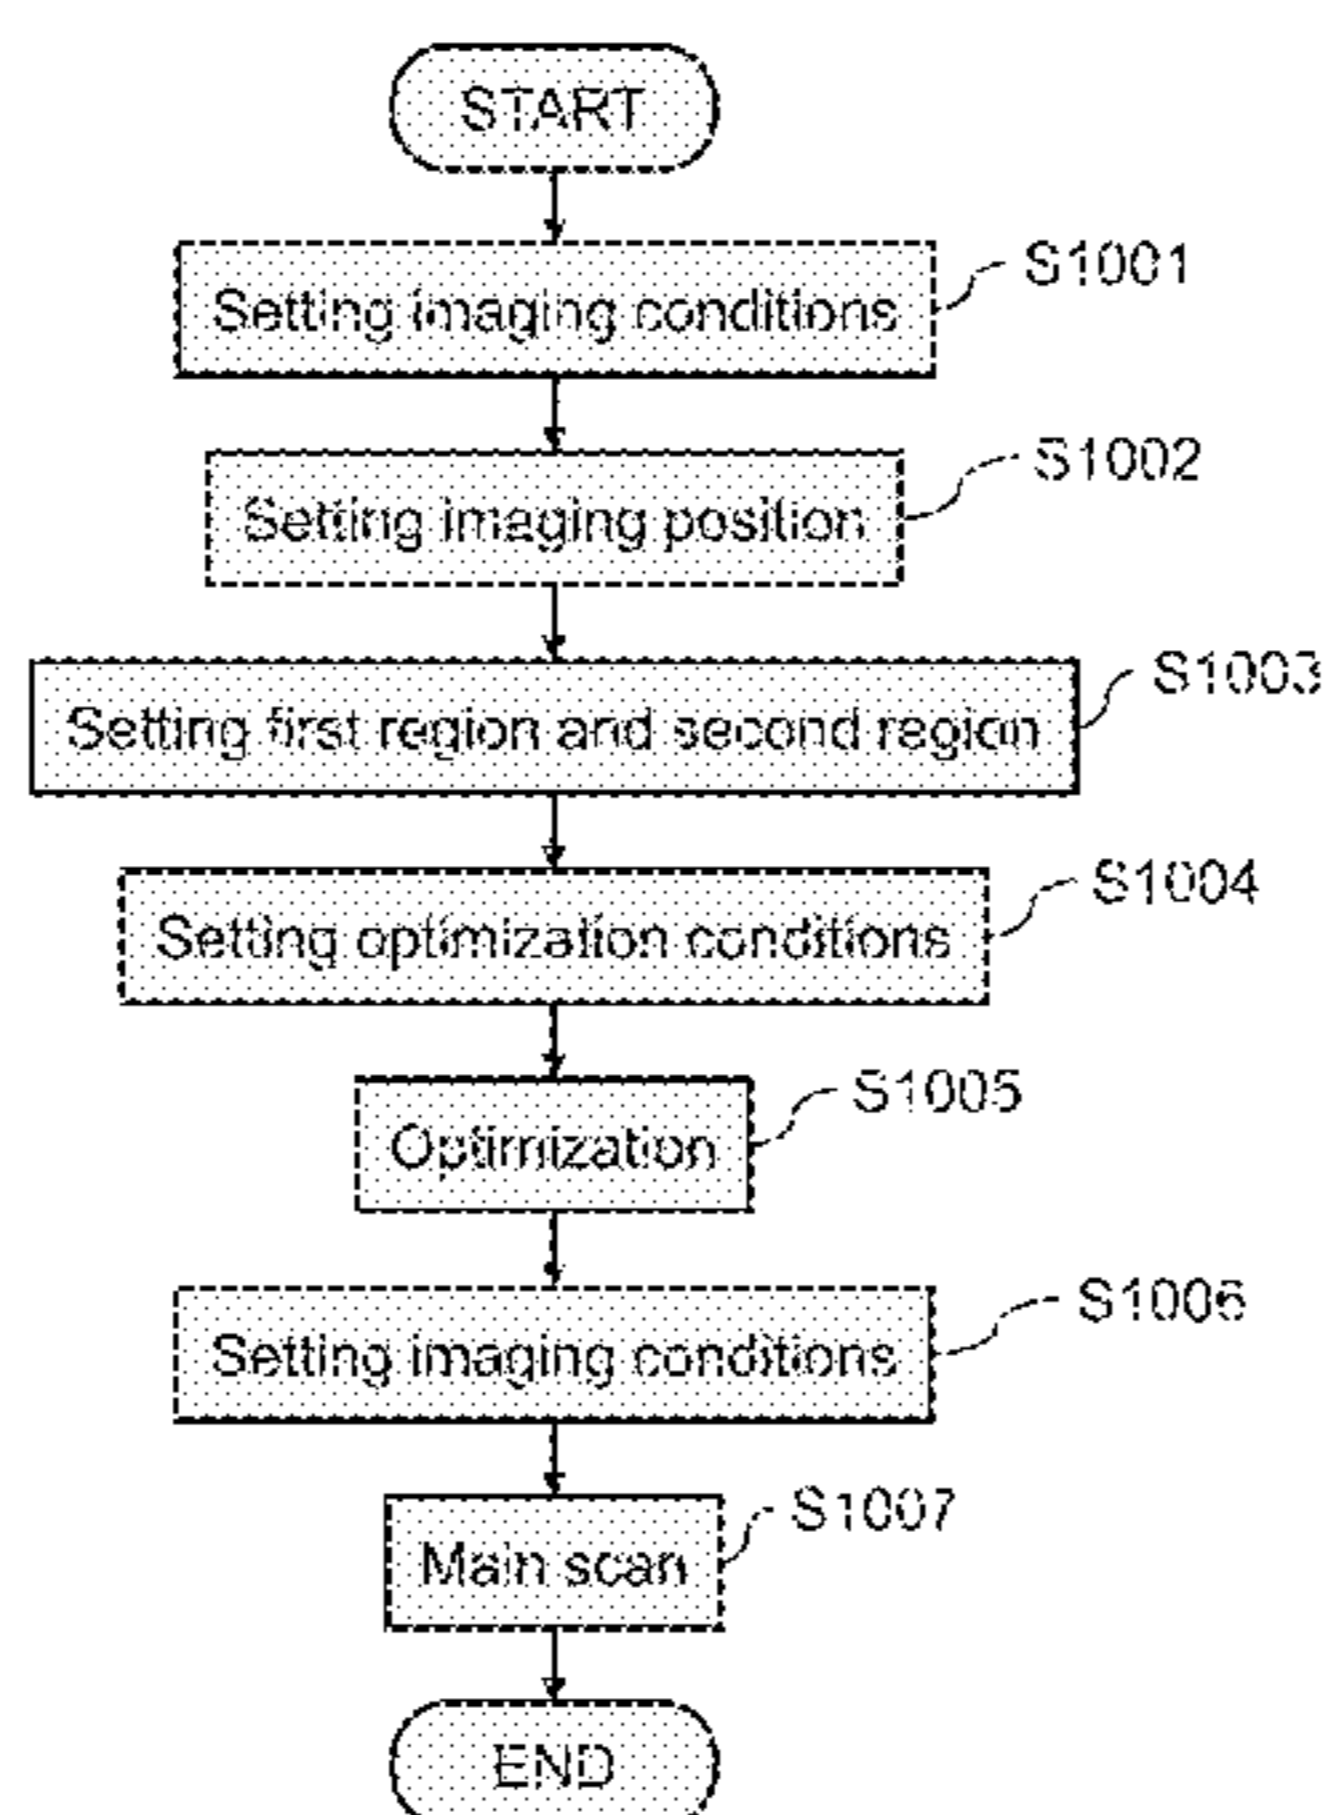 START
Setting imaging conditions
S1001
Setting imaging position
S1002
Setting first region and second region
S1003
Setting optimization conditions
S1004
Optimization
S1005
Setting imaging conditions
S1006
Main scan
S1007
END